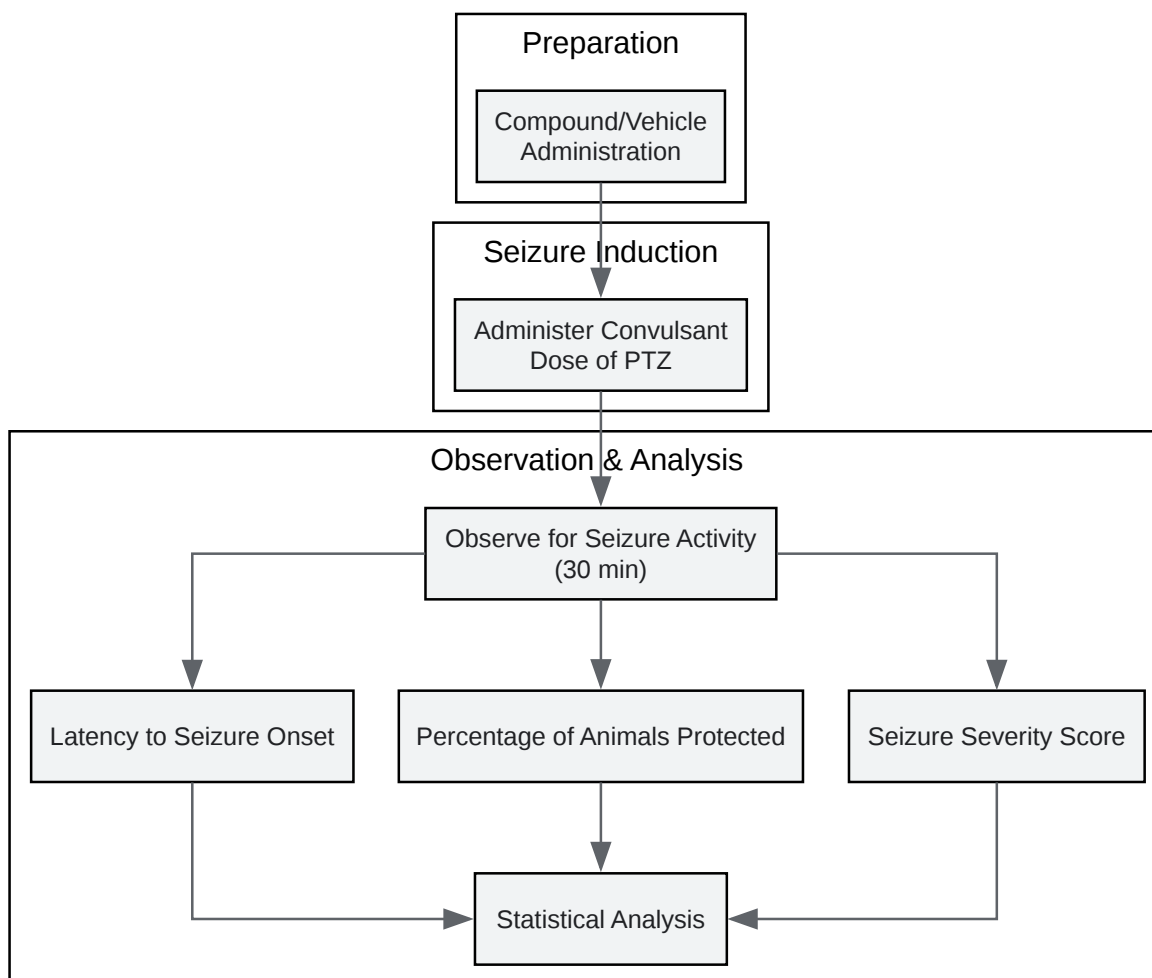 Preparation
Compound/Vehicle
Administration
Seizure Induction
Administer Convulsant
Dose of PTZ
Observation & Analysis
Observe for Seizure Activity
(30 min)
Latency to Seizure Onset
Percentage of Animals Protected
Seizure Severity Score
Statistical Analysis